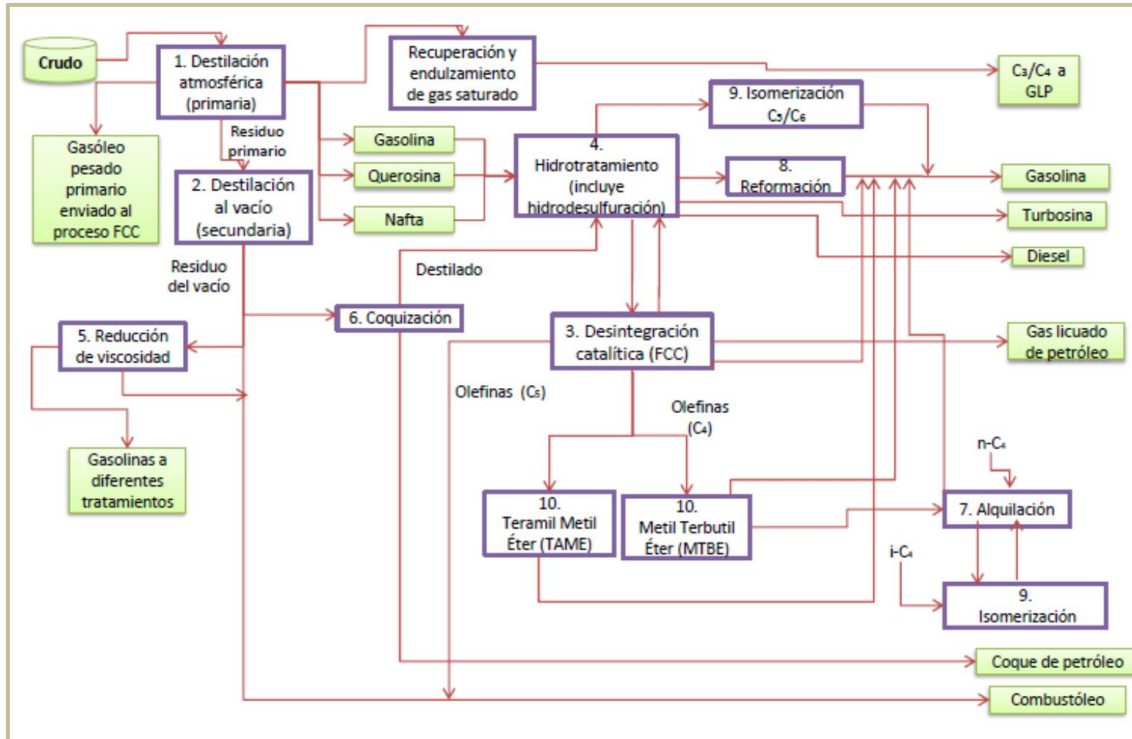 Crudo
1. Destilación
atmosférica
(primaria)
Recuperación y
endulzamiento
de gas saturado
C₃/C₄ a
GLP
9. Isomerización
C₅/C₆
Residuo
primario
Gasóleo
pesado
primario
enviado al
proceso FCC
2. Destilación
al vacío
(secundaria)
Gasolina
Querosina
Nafta
4.
Hidrotratamiento
(incluye
hidrodesulfuración)
8.
Reformación
Gasolina
Turbosina
Diesel
Residuo
del vacío
Destilado
6. Coquización
5. Reducción
de viscosidad
3. Desintegración
catalítica (FCC)
Gas licuado
de petróleo
Olefinas (C₅)
Olefinas
(C₄)
Gasolinas a
diferentes
tratamientos
10.
Teramil Metil
Éter (TAME)
10.
Metil Terbutil
Éter (MTBE)
n-C₄
7. Alquilación
i-C₄
9.
Isomerización
Coque de petróleo
Combustóleo